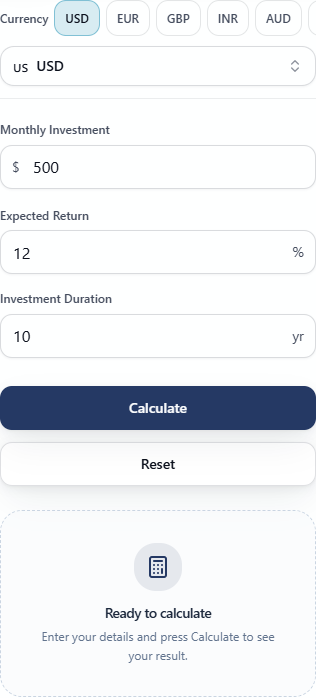 Currency USD EUR GBP INR AUD
US USD
Monthly Investment
$ 500
Expected Return
12 %
Investment Duration
10 yr
Calculate
Reset
Ready to calculate
Enter your details and press Calculate to see
your result.